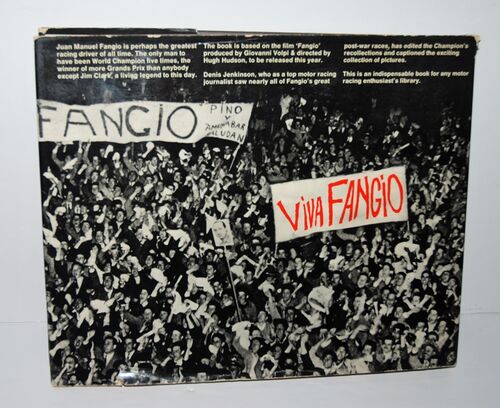 Juan Manuel Fangio is perhaps the greatest
racing driver of all time. The only man to
have been World Champion five times, the
winner of more Grands Prix than anybody
except Jim Clark, a living legend to this day.
The book is based on the film 'Fangio'
produced by Giovanni Volpi & directed by
Hugh Hudson, to be released this year.
Denis Jenkinson, who as a top motor racing
journalist saw nearly all of Fangio's great
post-war races, has edited the Champion's
recollections and captioned the exciting
collection of pictures.
This is an indispensable book for any motor
racing enthusiast's library.
FANGIO
PINO
Y
VIVA FANGIO